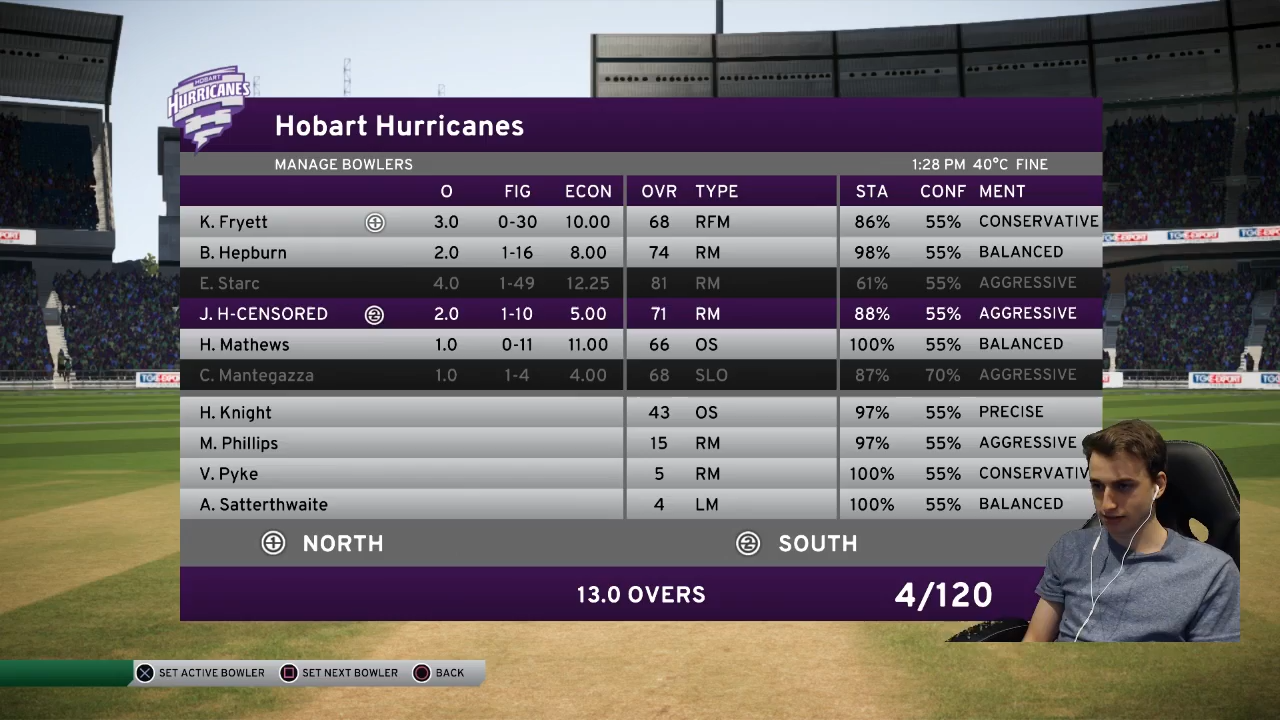 HOBART
HURRICANES
Hobart Hurricanes
MANAGE BOWLERS 1:28 PM 40°C FINE
O FIG ECON OVR TYPE STA CONF MENT
K. Fryett 3.0 0-30 10.00 68 RFM 86% 55% CONSERVATIVE
B. Hepburn 2.0 1-16 8.00 74 RM 98% 55% BALANCED
E. Starc 4.0 1-49 12.25 81 RM 61% 55% AGGRESSIVE
J. H-CENSORED 2.0 1-10 5.00 71 RM 88% 55% AGGRESSIVE
H. Mathews 1.0 0-11 11.00 66 OS 100% 55% BALANCED
C. Mantegazza 1.0 1-4 4.00 68 SLO 87% 70% AGGRESSIVE
H. Knight 43 OS 97% 55% PRECISE
M. Phillips 15 RM 97% 55% AGGRESSIVE
V. Pyke 5 RM 100% 55% CONSERVATIV
A. Satterthwaite 4 LM 100% 55% BALANCED
1 NORTH 2 SOUTH
13.0 OVERS 4/120
SET ACTIVE BOWLER SET NEXT BOWLER BACK